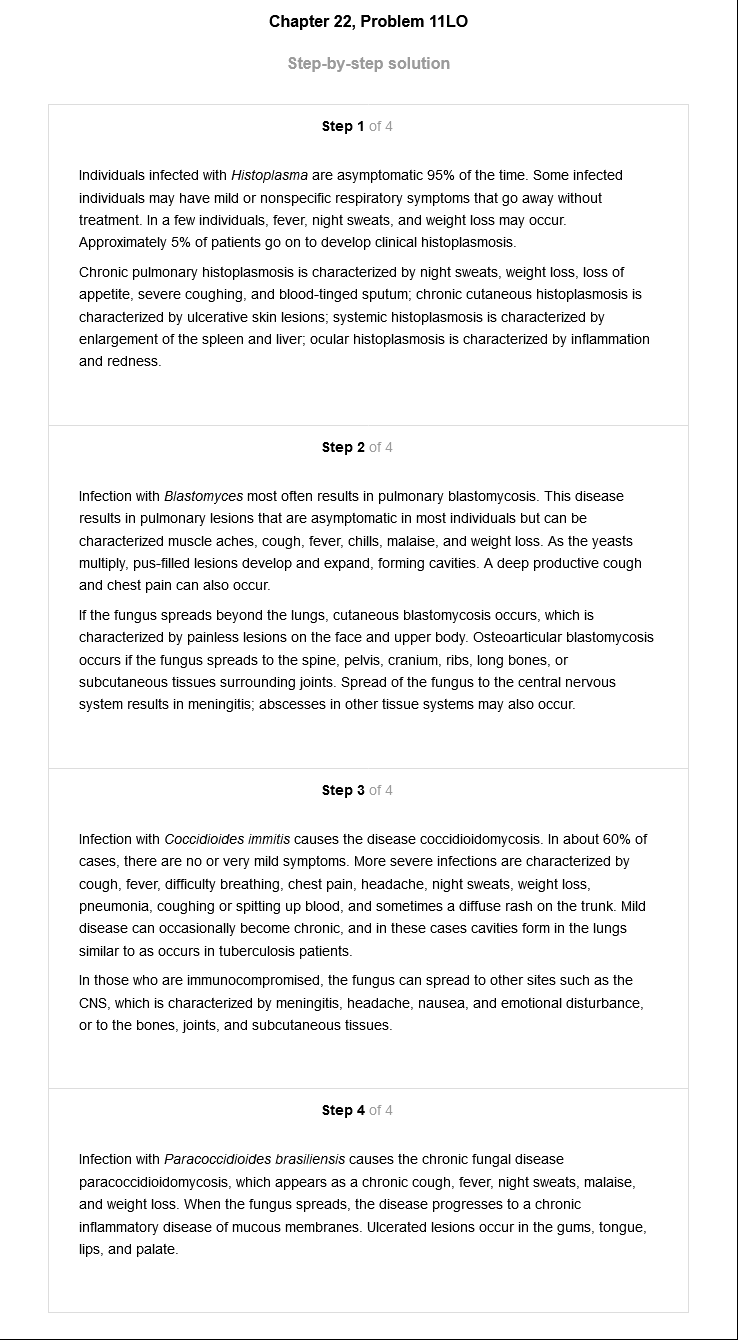 Chapter 22, Problem 11LO
Step-by-step solution
Step 1 of 4
Individuals infected with Histoplasma are asymptomatic 95% of the time. Some infected
individuals may have mild or nonspecific respiratory symptoms that go away without
treatment. In a few individuals, fever, night sweats, and weight loss may occur.
Approximately 5% of patients go on to develop clinical histoplasmosis.
Chronic pulmonary histoplasmosis is characterized by night sweats, weight loss, loss of
appetite, severe coughing, and blood-tinged sputum; chronic cutaneous histoplasmosis is
characterized by ulcerative skin lesions; systemic histoplasmosis is characterized by
enlargement of the spleen and liver; ocular histoplasmosis is characterized by inflammation
and redness.
Step 2 of 4
Infection with Blastomyces most often results in pulmonary blastomycosis. This disease
results in pulmonary lesions that are asymptomatic in most individuals but can be
characterized muscle aches, cough, fever, chills, malaise, and weight loss. As the yeasts
multiply, pus-filled lesions develop and expand, forming cavities. A deep productive cough
and chest pain can also occur.
If the fungus spreads beyond the lungs, cutaneous blastomycosis occurs, which is
characterized by painless lesions on the face and upper body. Osteoarticular blastomycosis
occurs if the fungus spreads to the spine, pelvis, cranium, ribs, long bones, or
subcutaneous tissues surrounding joints. Spread of the fungus to the central nervous
system results in meningitis; abscesses in other tissue systems may also occur.
Step 3 of 4
Infection with Coccidioides immitis causes the disease coccidioidomycosis. In about 60% of
cases, there are no or very mild symptoms. More severe infections are characterized by
cough, fever, difficulty breathing, chest pain, headache, night sweats, weight loss,
pneumonia, coughing or spitting up blood, and sometimes a diffuse rash on the trunk. Mild
disease can occasionally become chronic, and in these cases cavities form in the lungs
similar to as occurs in tuberculosis patients.
In those who are immunocompromised, the fungus can spread to other sites such as the
CNS, which is characterized by meningitis, headache, nausea, and emotional disturbance,
or to the bones, joints, and subcutaneous tissues.
Step 4 of 4
Infection with Paracoccidioides brasiliensis causes the chronic fungal disease
paracoccidioidomycosis, which appears as a chronic cough, fever, night sweats, malaise,
and weight loss. When the fungus spreads, the disease progresses to a chronic
inflammatory disease of mucous membranes. Ulcerated lesions occur in the gums, tongue,
lips, and palate.